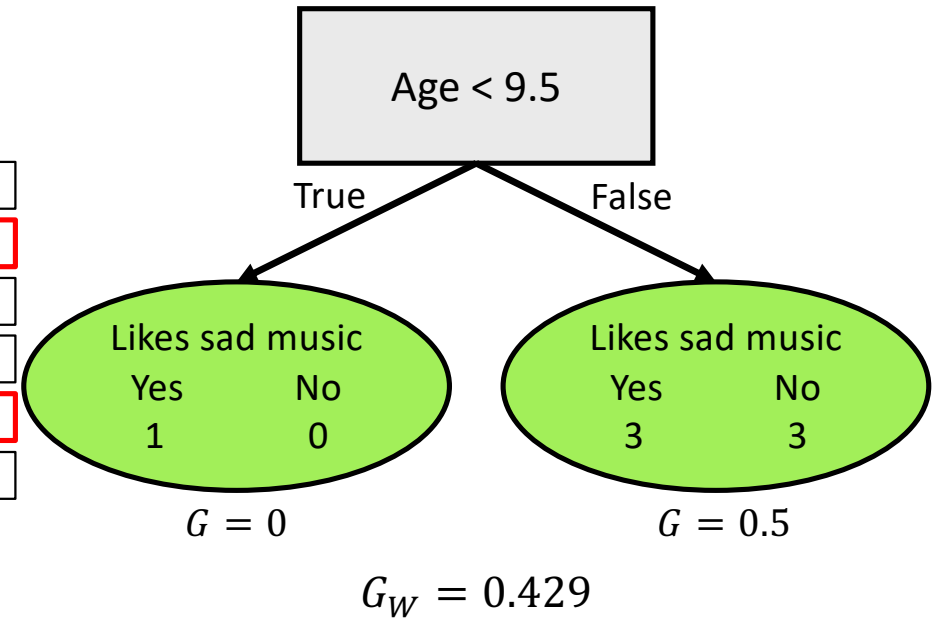 Age < 9.5
True False
Likes sad music Likes sad music
Yes No Yes No
1 0 3 3
G = 0 G = 0.5
G_W = 0.429